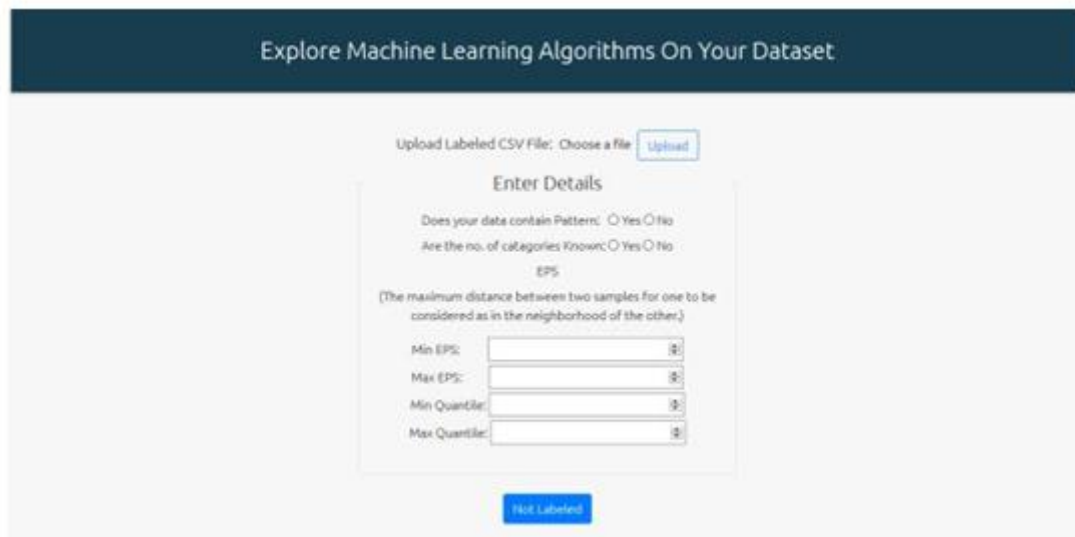 Explore Machine Learning Algorithms On Your Dataset
Upload Labeled CSV File: Choose a file Upload
Enter Details
Does your data contain Pattern: Yes No
Are the no. of catagories Known: Yes No
EPS
(The maximum distance between two samples for one to be
considered as in the neighborhood of the other.)
Min EPS:
Max EPS:
Min Quantile:
Max Quantile:
Not Labeled